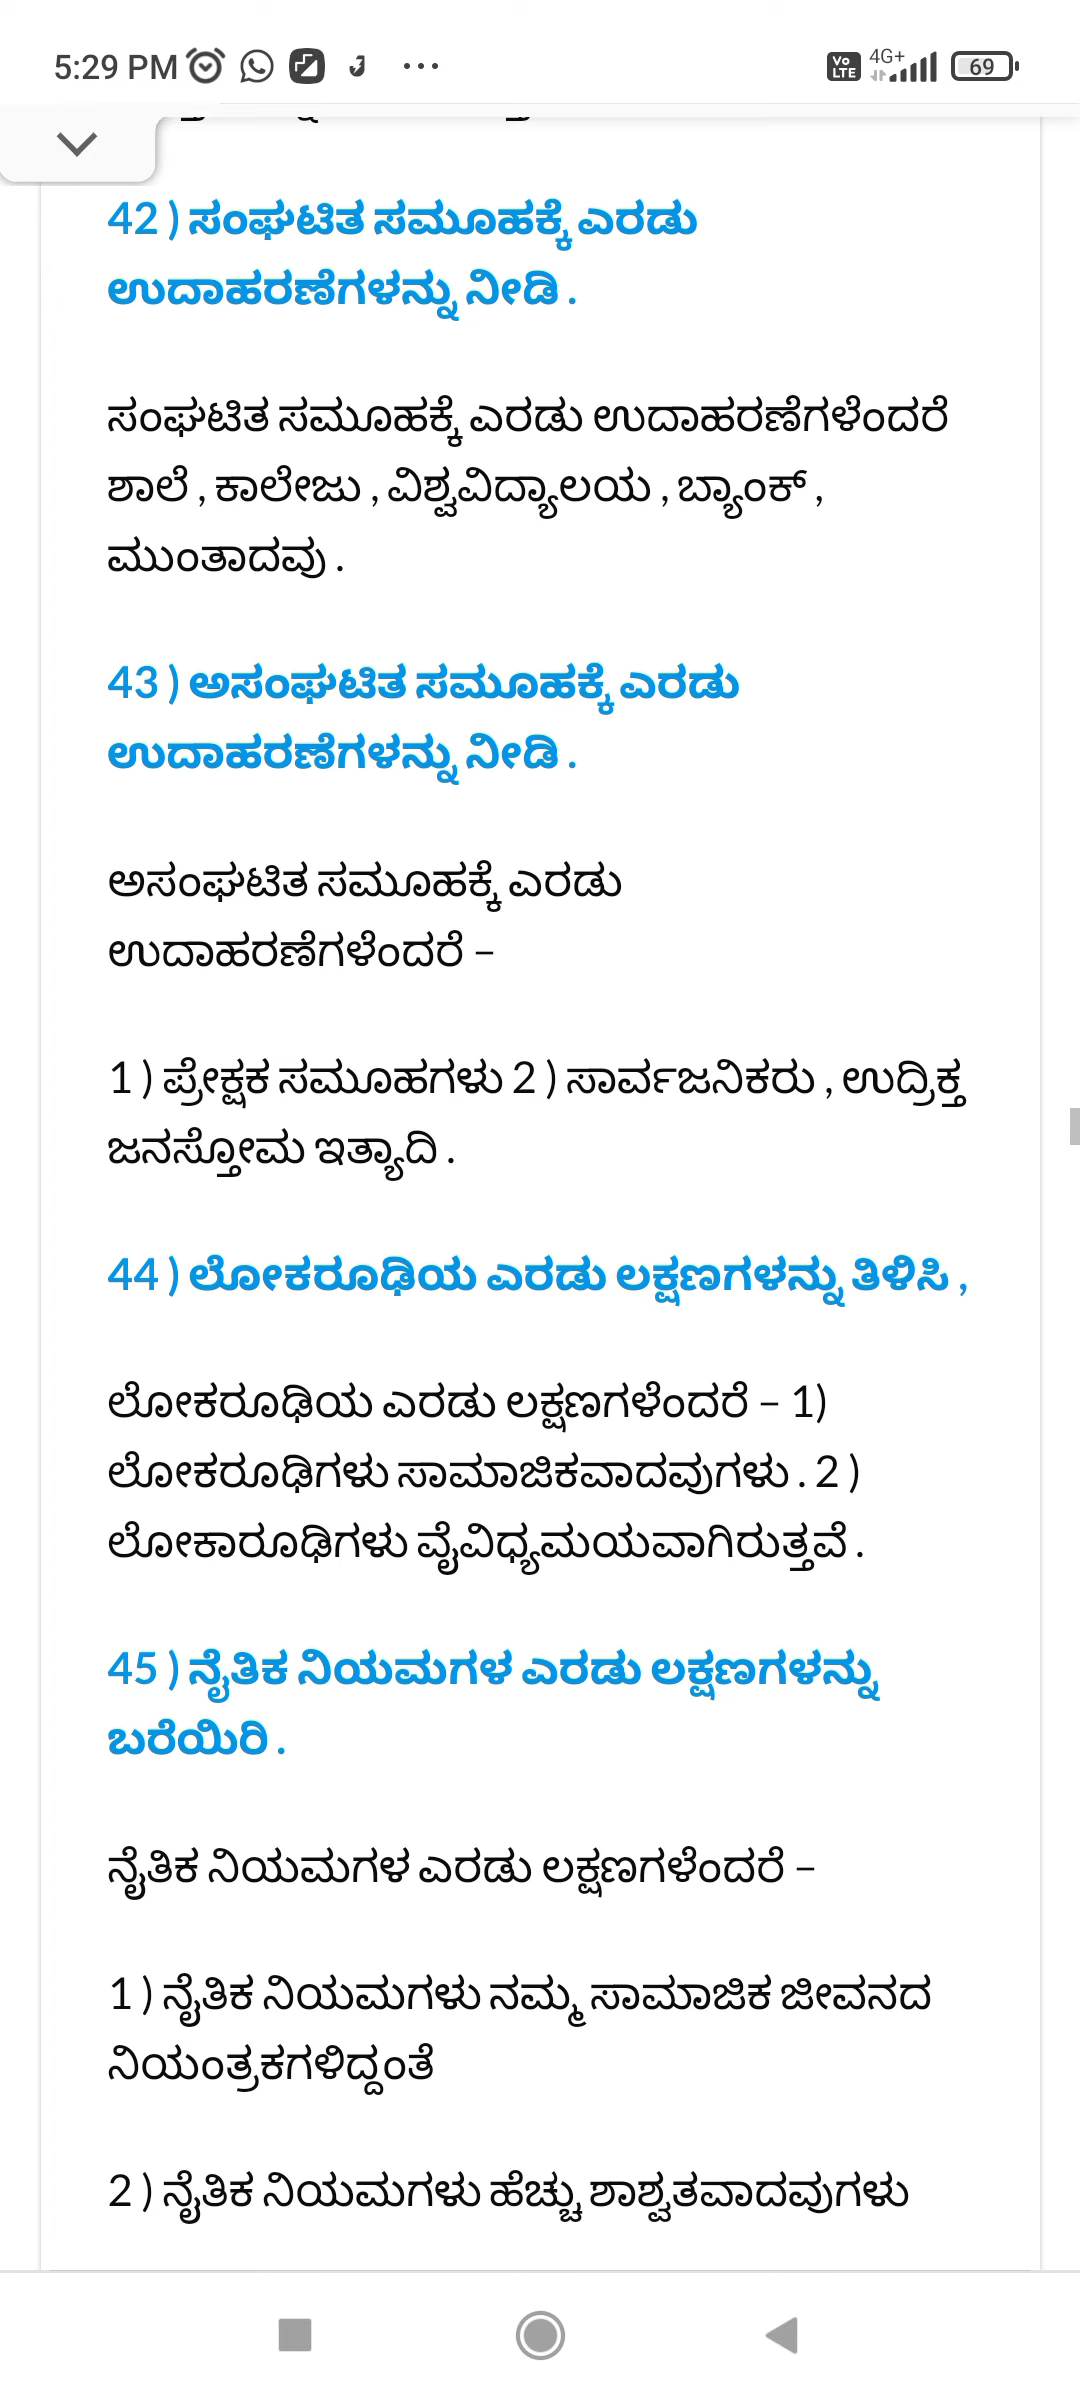 5:29 PM
Vo LTE 4G+ 69
42 ) ಸಂಘಟಿತ ಸಮೂಹಕ್ಕೆ ಎರಡು
ಉದಾಹರಣೆಗಳನ್ನು ನೀಡಿ .
ಸಂಘಟಿತ ಸಮೂಹಕ್ಕೆ ಎರಡು ಉದಾಹರಣೆಗಳೆಂದರೆ
ಶಾಲೆ , ಕಾಲೇಜು , ವಿಶ್ವವಿದ್ಯಾಲಯ , ಬ್ಯಾಂಕ್ ,
ಮುಂತಾದವು .
43 ) ಅಸಂಘಟಿತ ಸಮೂಹಕ್ಕೆ ಎರಡು
ಉದಾಹರಣೆಗಳನ್ನು ನೀಡಿ .
ಅಸಂಘಟಿತ ಸಮೂಹಕ್ಕೆ ಎರಡು
ಉದಾಹರಣೆಗಳೆಂದರೆ –
1 ) ಪ್ರೇಕ್ಷಕ ಸಮೂಹಗಳು 2 ) ಸಾರ್ವಜನಿಕರು , ಉದ್ರಿಕ್ತ
ಜನಸ್ತೋಮ ಇತ್ಯಾದಿ .
44 ) ಲೋಕರೂಢಿಯ ಎರಡು ಲಕ್ಷಣಗಳನ್ನು ತಿಳಿಸಿ ,
ಲೋಕರೂಢಿಯ ಎರಡು ಲಕ್ಷಣಗಳೆಂದರೆ – 1)
ಲೋಕರೂಢಿಗಳು ಸಾಮಾಜಿಕವಾದವುಗಳು . 2 )
ಲೋಕಾರೂಢಿಗಳು ವೈವಿಧ್ಯಮಯವಾಗಿರುತ್ತವೆ .
45 ) ನೈತಿಕ ನಿಯಮಗಳ ಎರಡು ಲಕ್ಷಣಗಳನ್ನು
ಬರೆಯಿರಿ .
ನೈತಿಕ ನಿಯಮಗಳ ಎರಡು ಲಕ್ಷಣಗಳೆಂದರೆ –
1 ) ನೈತಿಕ ನಿಯಮಗಳು ನಮ್ಮ ಸಾಮಾಜಿಕ ಜೀವನದ
ನಿಯಂತ್ರಕಗಳಿದ್ದಂತೆ
2 ) ನೈತಿಕ ನಿಯಮಗಳು ಹೆಚ್ಚು ಶಾಶ್ವತವಾದವುಗಳು